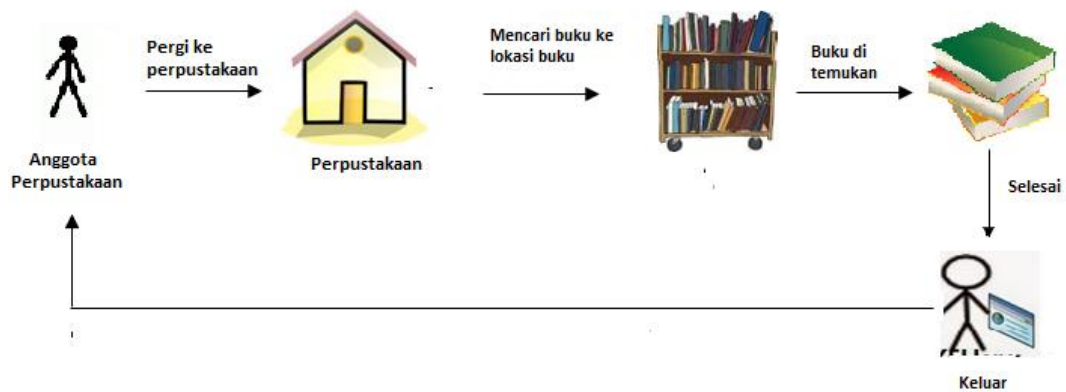 Pergi ke
perpustakaan
Mencari buku ke
lokasi buku
Buku di
temukan
Anggota
Perpustakaan
Perpustakaan
Selesai
Keluar